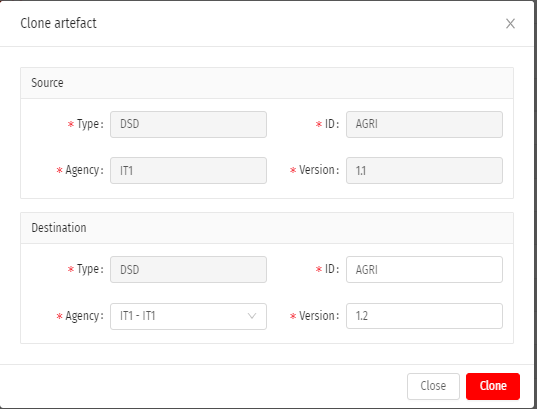 Clone artefact
Source
* Type: DSD * ID: AGRI
* Agency: IT1 * Version: 1.1
Destination
* Type: DSD * ID: AGRI
* Agency: IT1 - IT1 * Version: 1.2
Close Clone